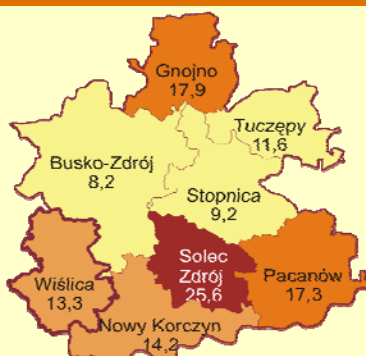 Gnojno
17,9
Tuczępy
11,6
Busko-Zdrój
8,2
Stopnica
9,2
Solec
Zdrój
25,6
Pacanów
17,3
Wiślica
13,3
Nowy Korczyn
14,2